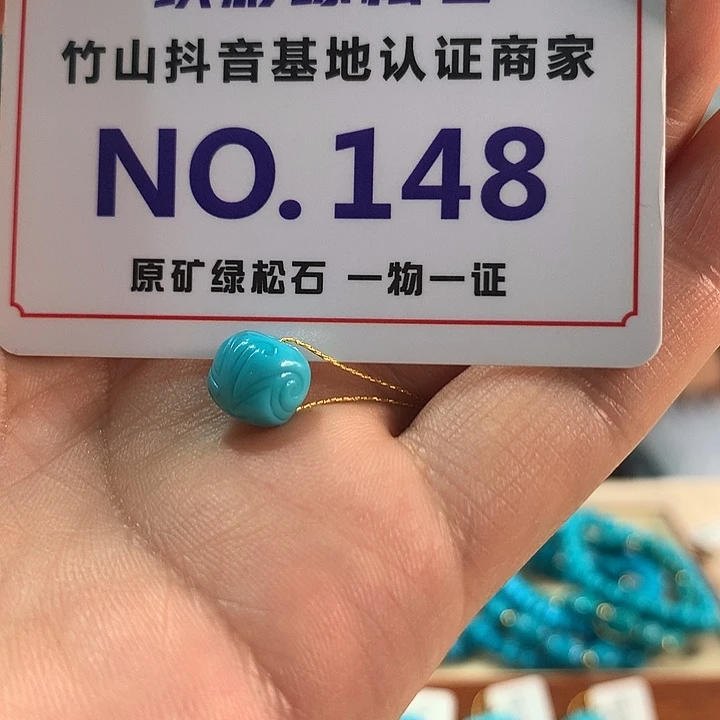 竹山抖音基地认证商家
NO.148
原矿绿松石 一物一证